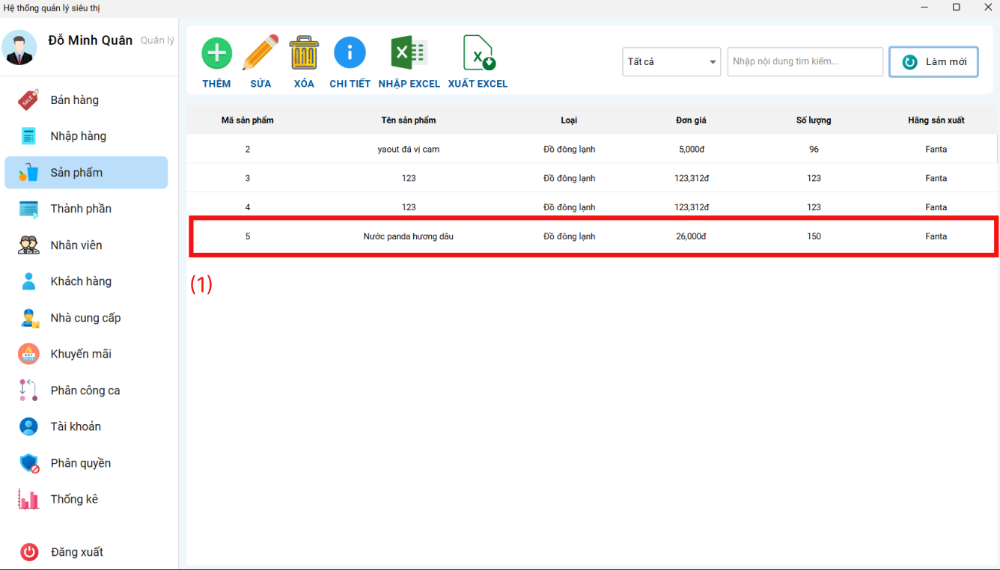 Hệ thống quản lý siêu thị
Đỗ Minh Quân Quản lý
Bán hàng
Nhập hàng
Sản phẩm
Thành phần
Nhân viên
Khách hàng
Nhà cung cấp
Khuyến mãi
Phân công ca
Tài khoản
Phân quyền
Thống kê
Đăng xuất
THÊM SỬA XÓA CHI TIẾT NHẬP EXCEL XUẤT EXCEL
Tất cả Nhập nội dung tìm kiếm... Làm mới
Mã sản phẩm Tên sản phẩm Loại Đơn giá Số lượng Hãng sản xuất
2 yaout đá vị cam Đồ đông lạnh 5,000đ 96 Fanta
3 123 Đồ đông lạnh 123,312đ 123 Fanta
4 123 Đồ đông lạnh 123,312đ 123 Fanta
5 Nước panda hương dâu Đồ đông lạnh 26,000đ 150 Fanta
(1)